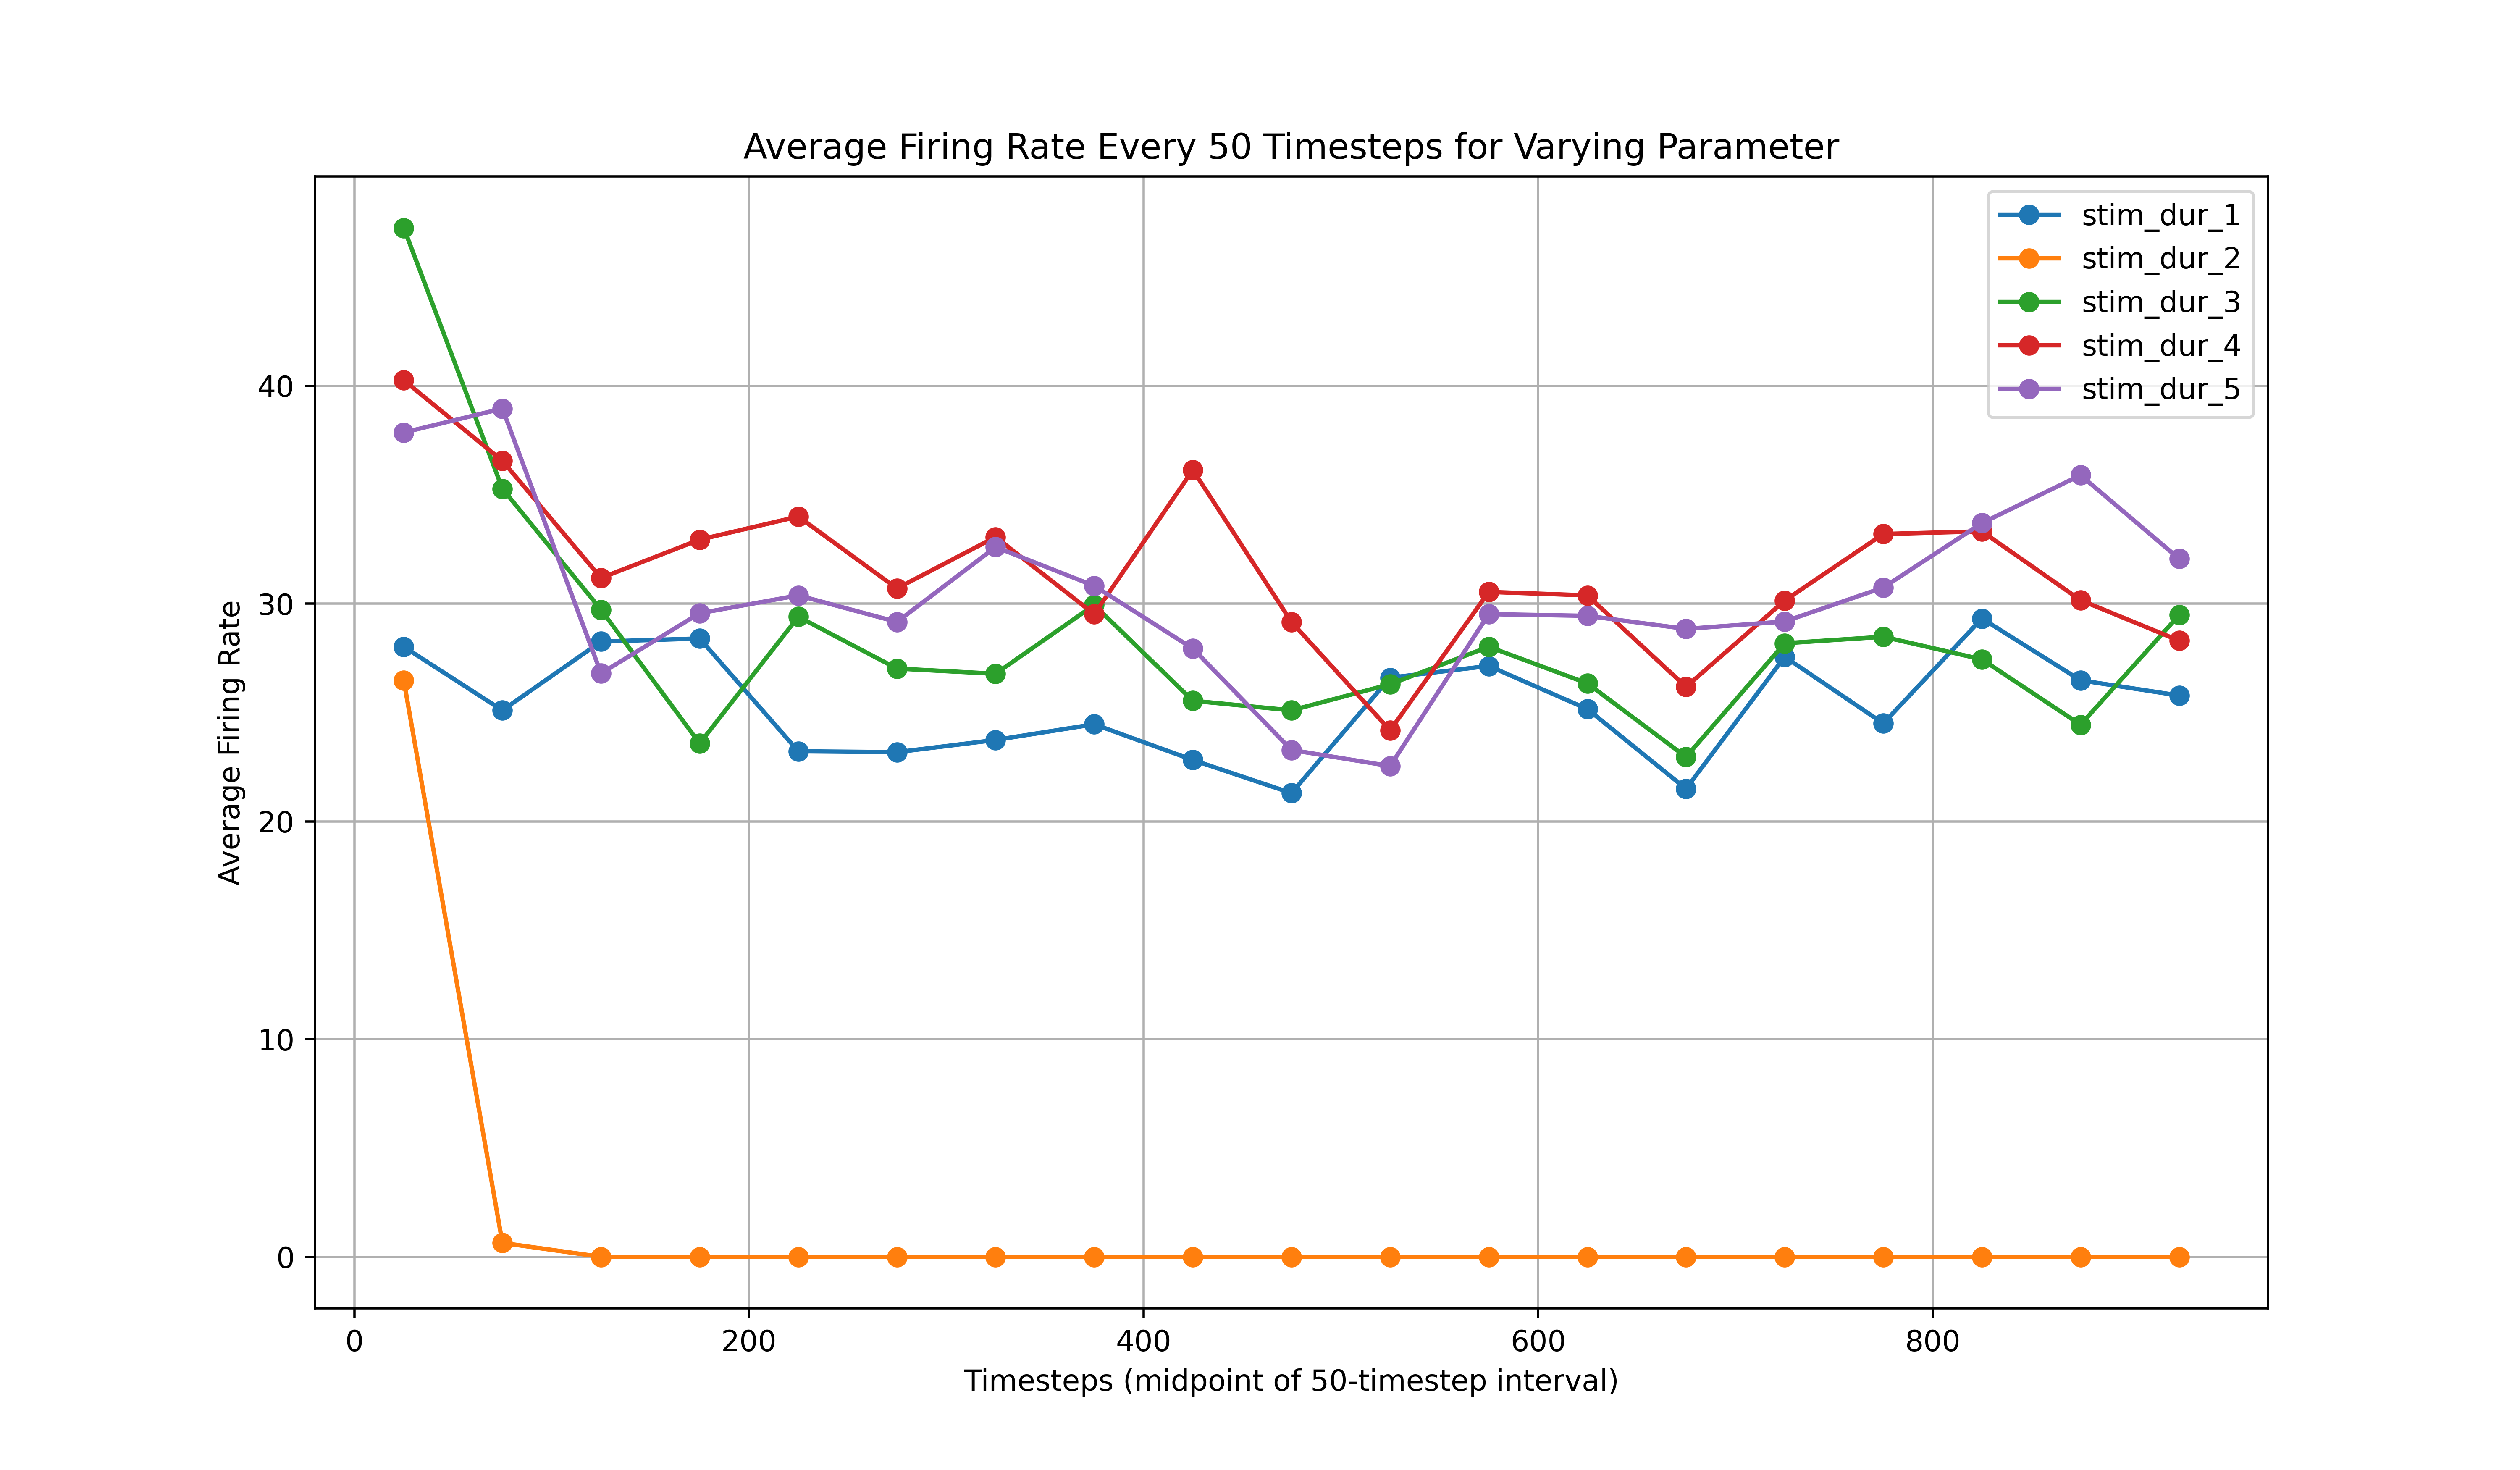 Average Firing Rate Every 50 Timesteps for Varying Parameter
stim_dur_1
stim_dur_2
stim_dur_3
stim_dur_4
stim_dur_5
Average Firing Rate
40
30
20
10
0
0 200 400 600 800
Timesteps (midpoint of 50-timestep interval)